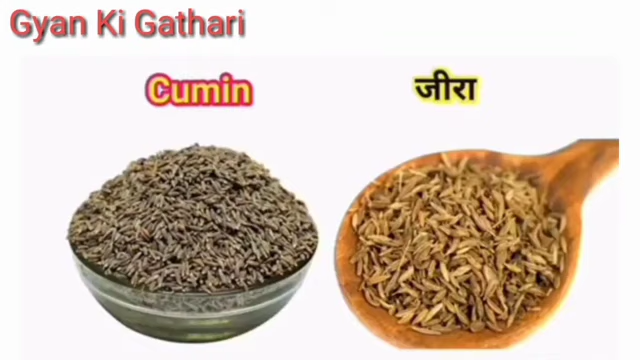 Gyan Ki Gathari
Cumin जीरा